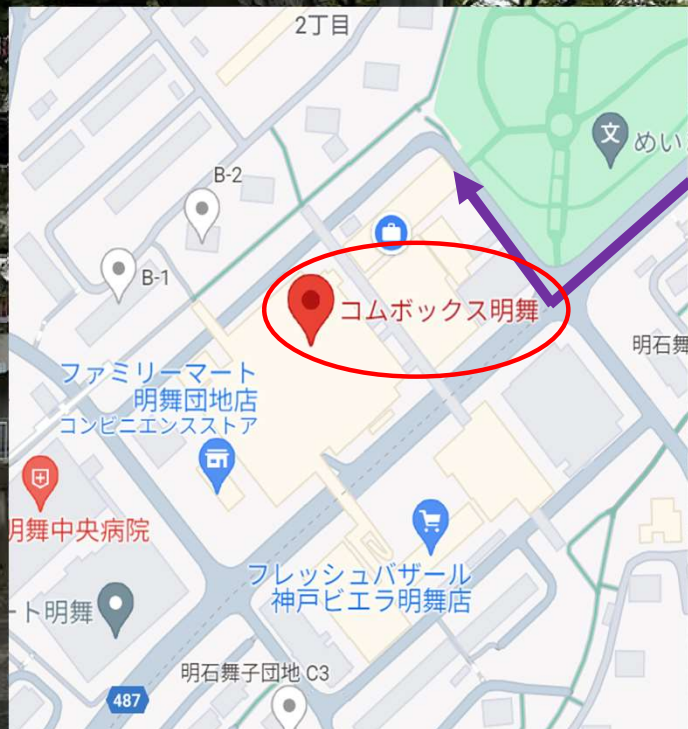 2丁目
文
めい
B-2
B-1
コムボックス明舞
明石舞
ファミリーマート
明舞団地店
コンビニエンスストア
明舞中央病院
フレッシュバザール
神戸ビエラ明舞店
ート明舞
明石舞子団地 C3
487